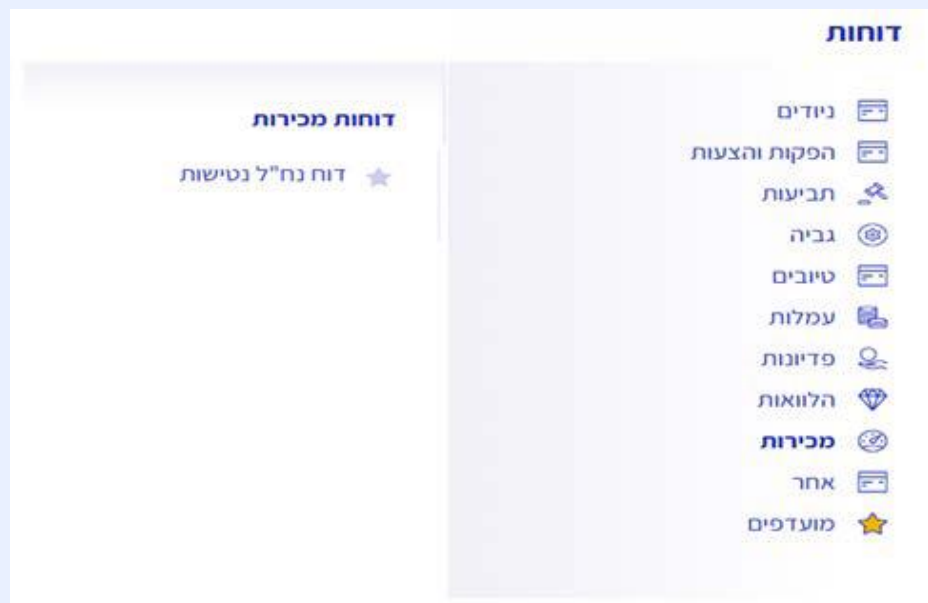 דוחות
ניודים
הפקות והצעות
תביעות
גביה
טיובים
עמלות
פדיונות
הלוואות
מכירות
אחר
מועדפים
דוחות מכירות
דוח נח"ל נטישות